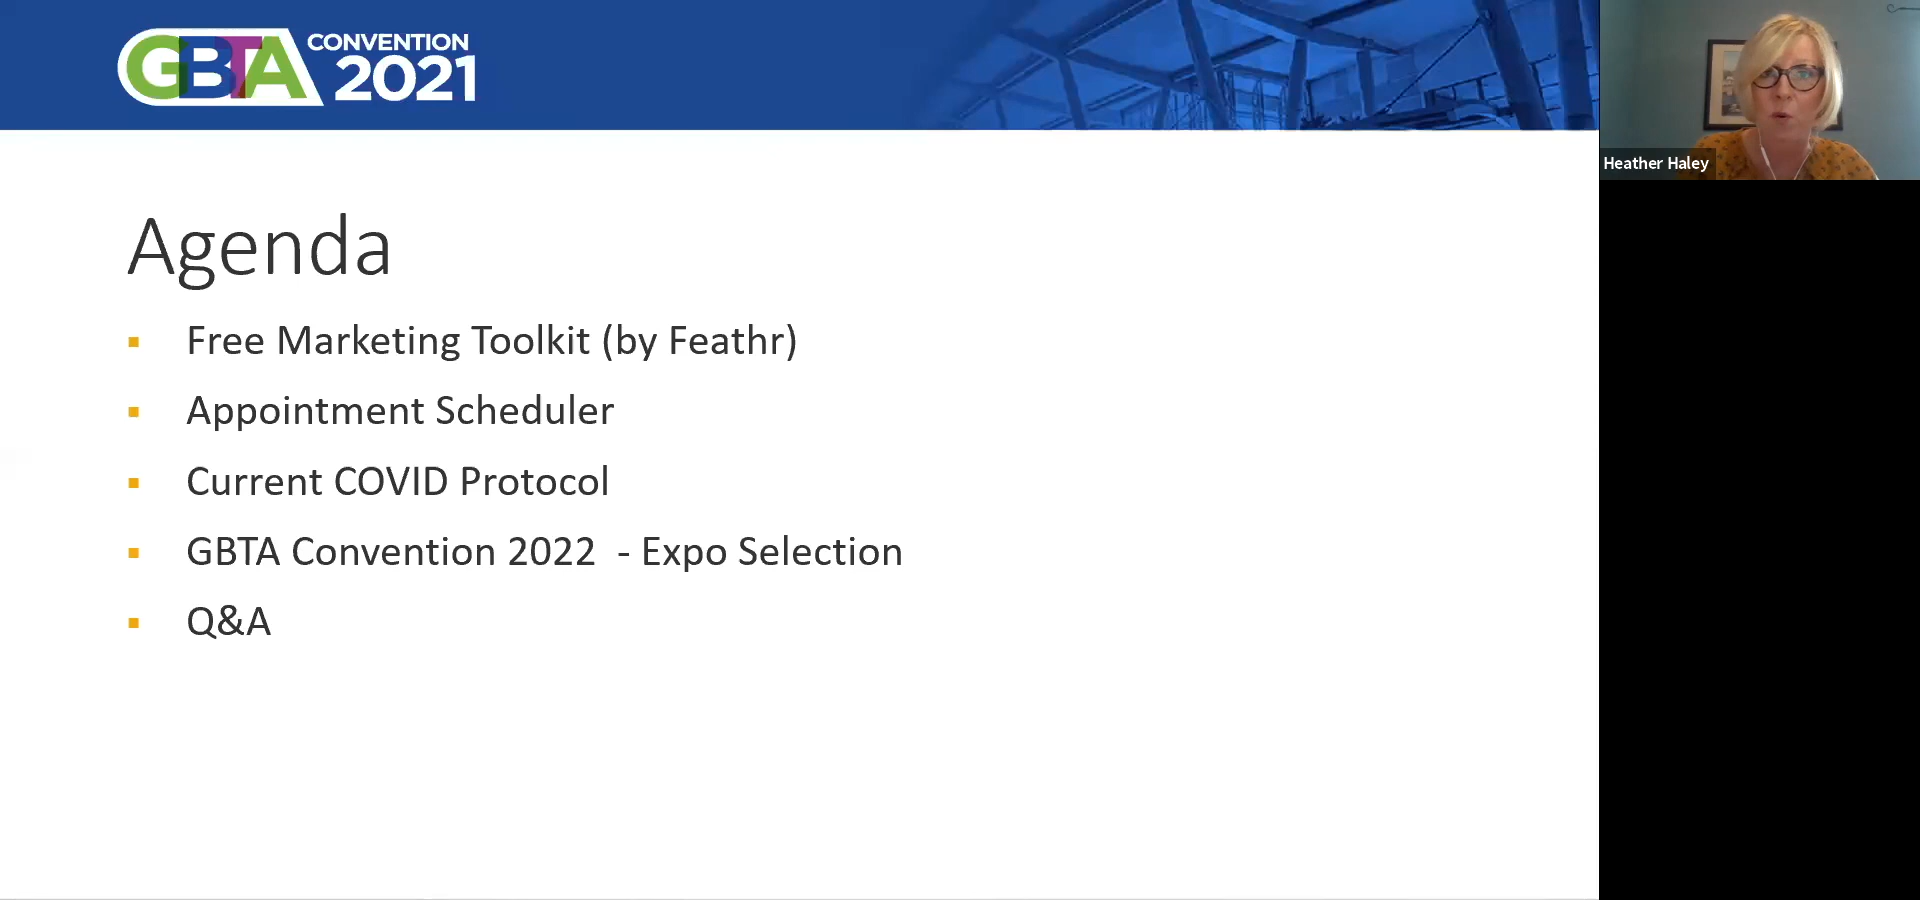 GBTA CONVENTION
2021
Heather Haley
Agenda
Free Marketing Toolkit (by Feathr)
Appointment Scheduler
Current COVID Protocol
GBTA Convention 2022  - Expo Selection
Q&A